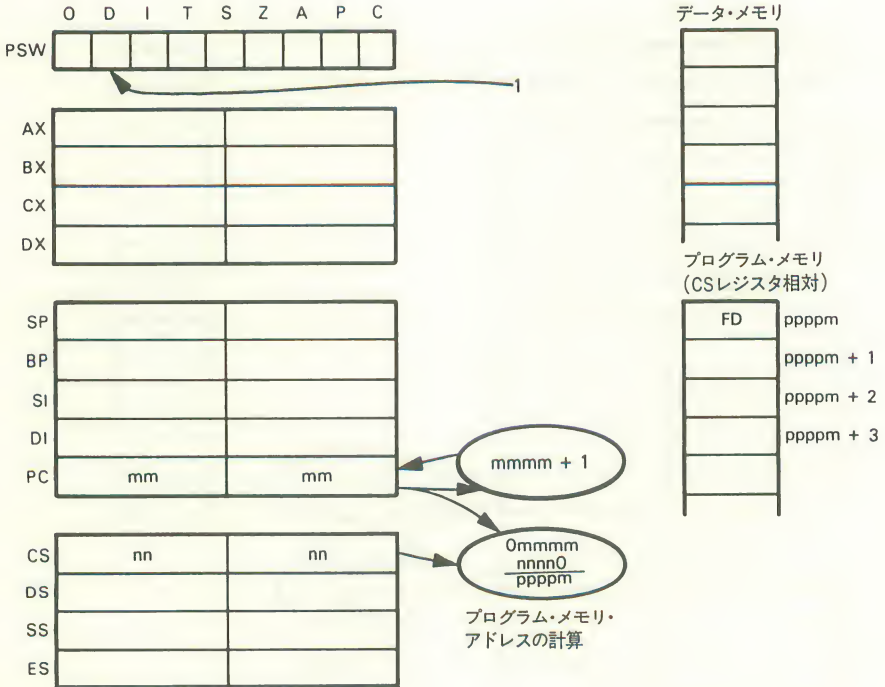 O D I T S Z A P C
PSW
1
AX
BX
CX
DX
SP
BP
SI
DI
PC mm mm
mmmm + 1
CS nn nn
DS
SS
ES
0mmmm
nnnn0
ppppm
プログラム・メモリ・
アドレスの計算
データ・メモリ
プログラム・メモリ
(CSレジスタ相対)
FD ppppm
ppppm + 1
ppppm + 2
ppppm + 3